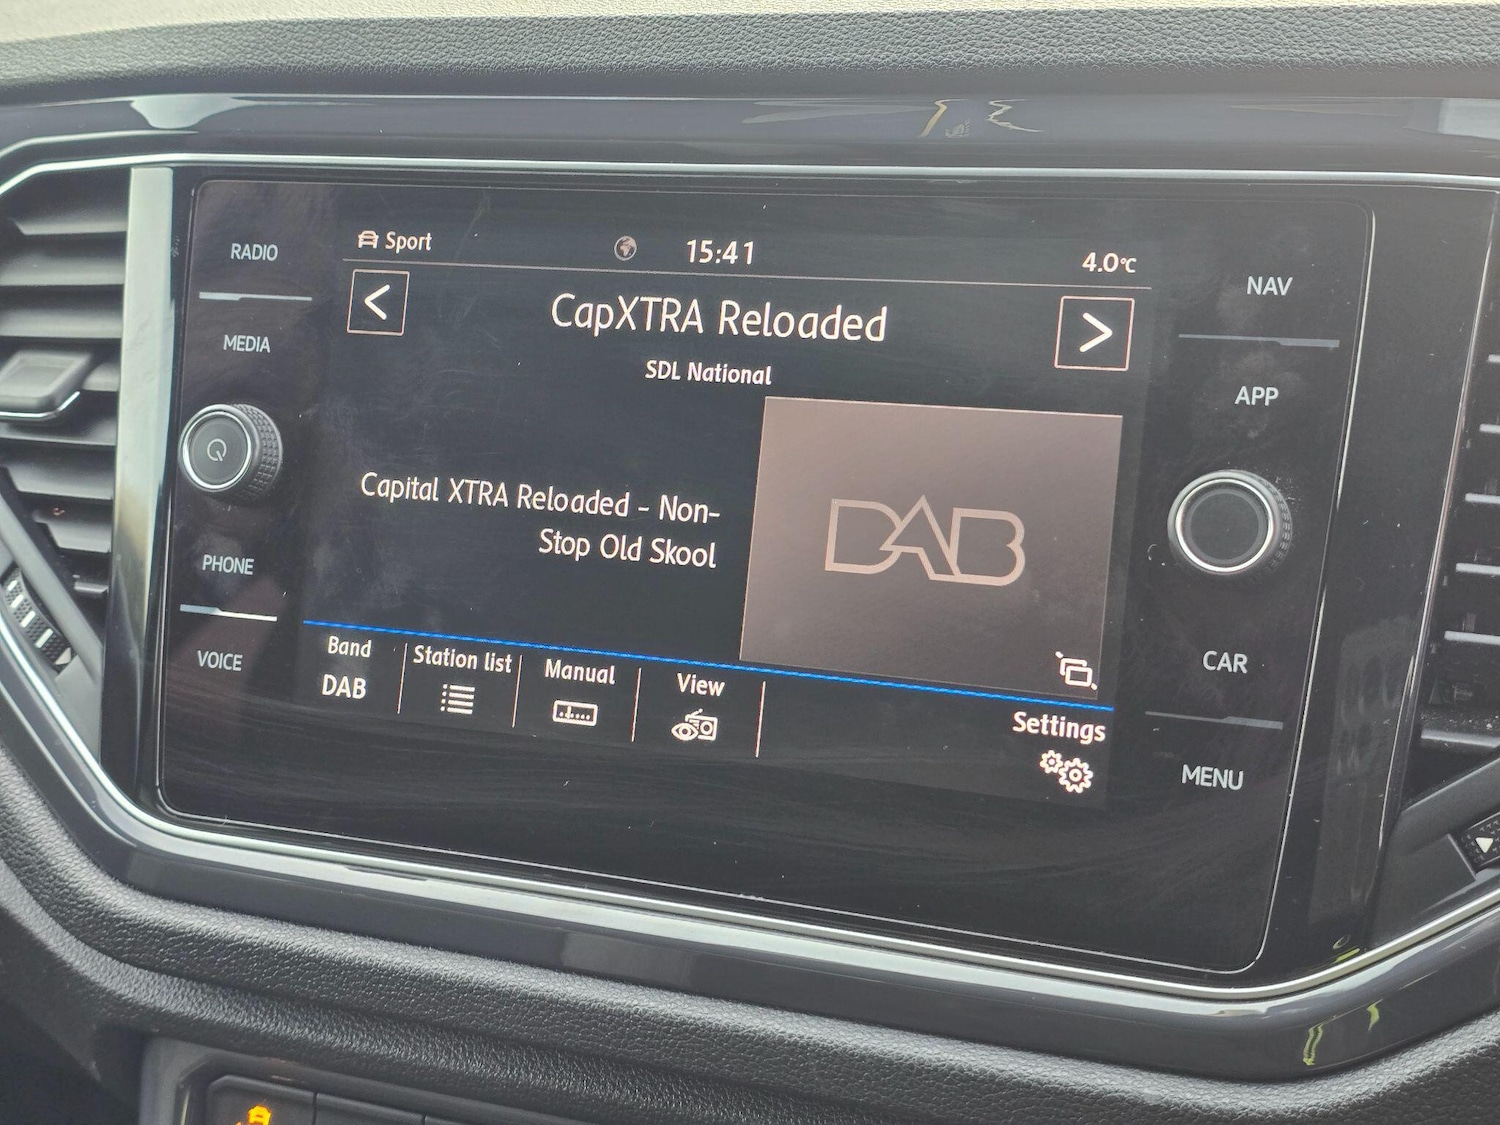 RADIO
MEDIA
PHONE
VOICE
Sport
15:41
4.0°C
<
CapXTRA Reloaded
>
SDL National
Capital XTRA Reloaded - Non-
Stop Old Skool
DAB
Band
DAB
Station list
Manual
View
Settings
NAV
APP
CAR
MENU